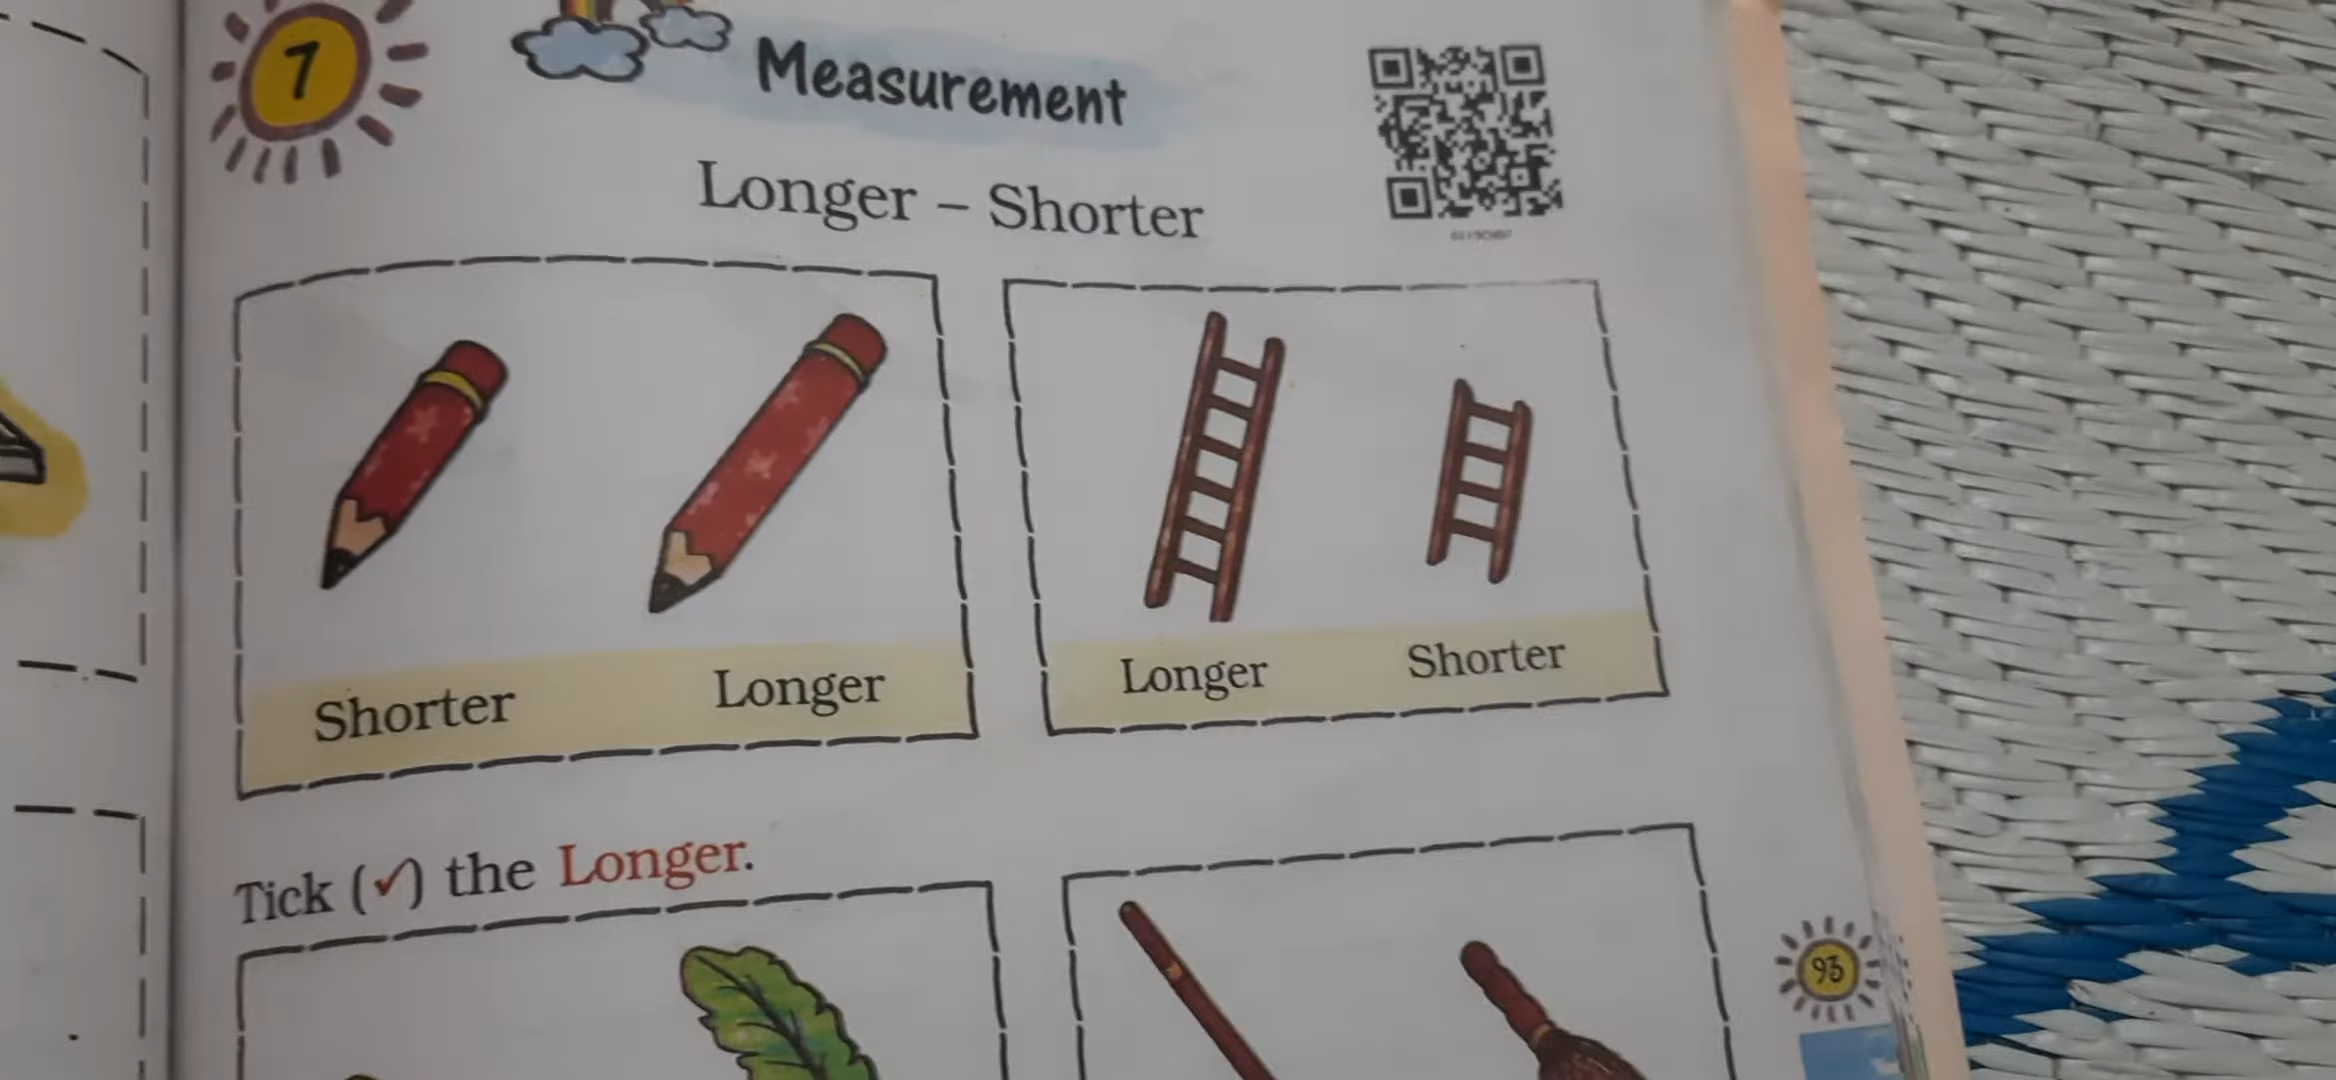 7
Measurement
Longer – Shorter
Shorter Longer
Longer Shorter
Tick (✓) the Longer.
93